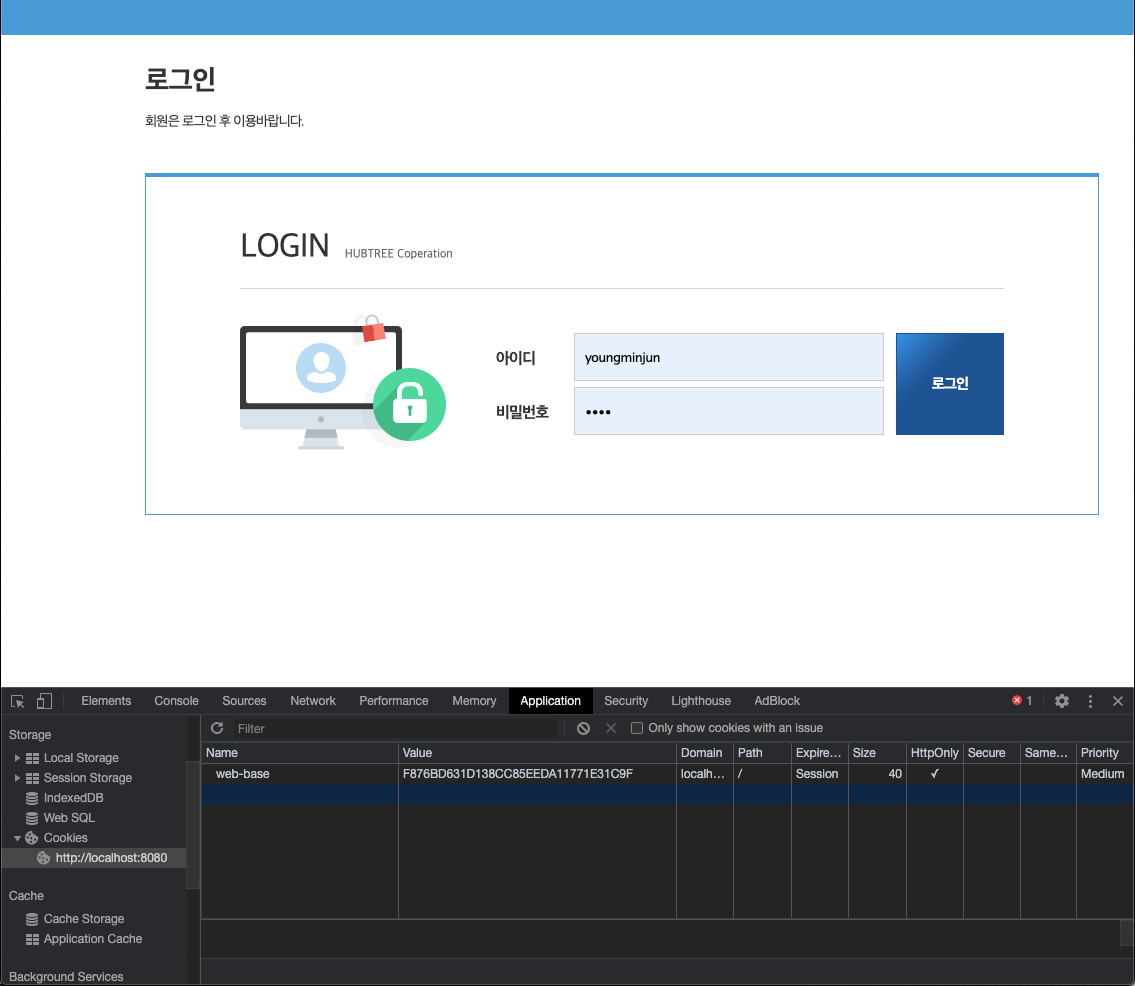 로그인
회원은 로그인 후 이용바랍니다.
LOGIN HUBTREE Coperation
아이디 youngminjun
비밀번호 ••••
로그인
Elements Console Sources Network Performance Memory Application Security Lighthouse AdBlock 1
Storage
Local Storage
Session Storage
IndexedDB
Web SQL
Cookies
http://localhost:8080
Cache
Cache Storage
Application Cache
Background Services
Filter Only show cookies with an issue
Name Value Domain Path Expire... Size HttpOnly Secure Same... Priority
web-base F876BD631D138CC85EEDA11771E31C9F localh... / Session 40 ✓ Medium